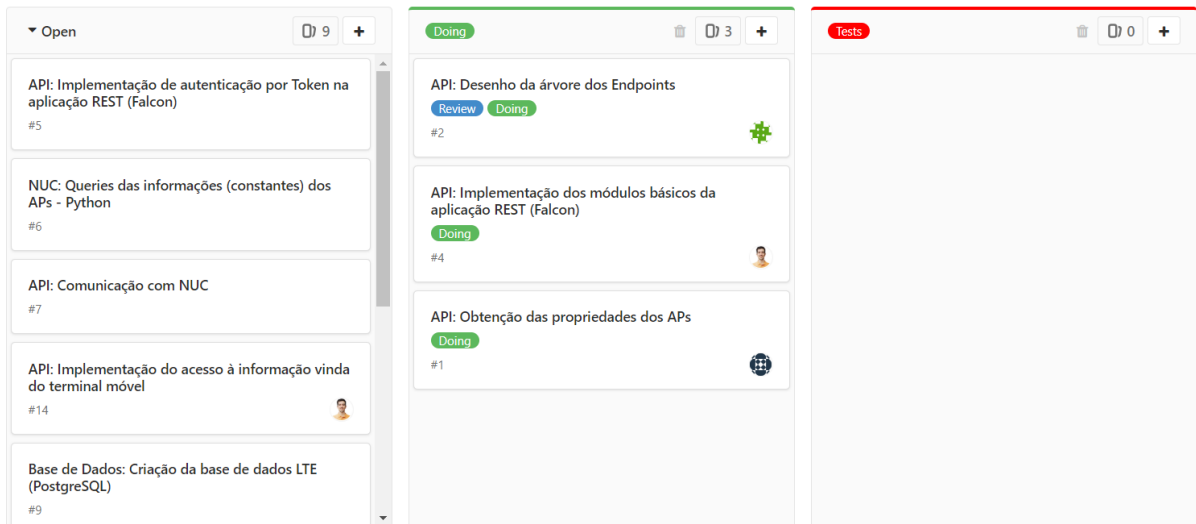 Open
9
API: Implementação de autenticação por Token na
aplicação REST (Falcon)
#5
NUC: Queries das informações (constantes) dos
APs - Python
#6
API: Comunicação com NUC
#7
API: Implementação do acesso à informação vinda
do terminal móvel
#14
Base de Dados: Criação da base de dados LTE
(PostgreSQL)
#9
Doing
3
API: Desenho da árvore dos Endpoints
Review Doing
#2
API: Implementação dos módulos básicos da
aplicação REST (Falcon)
Doing
#4
API: Obtenção das propriedades dos APs
Doing
#1
Tests
0